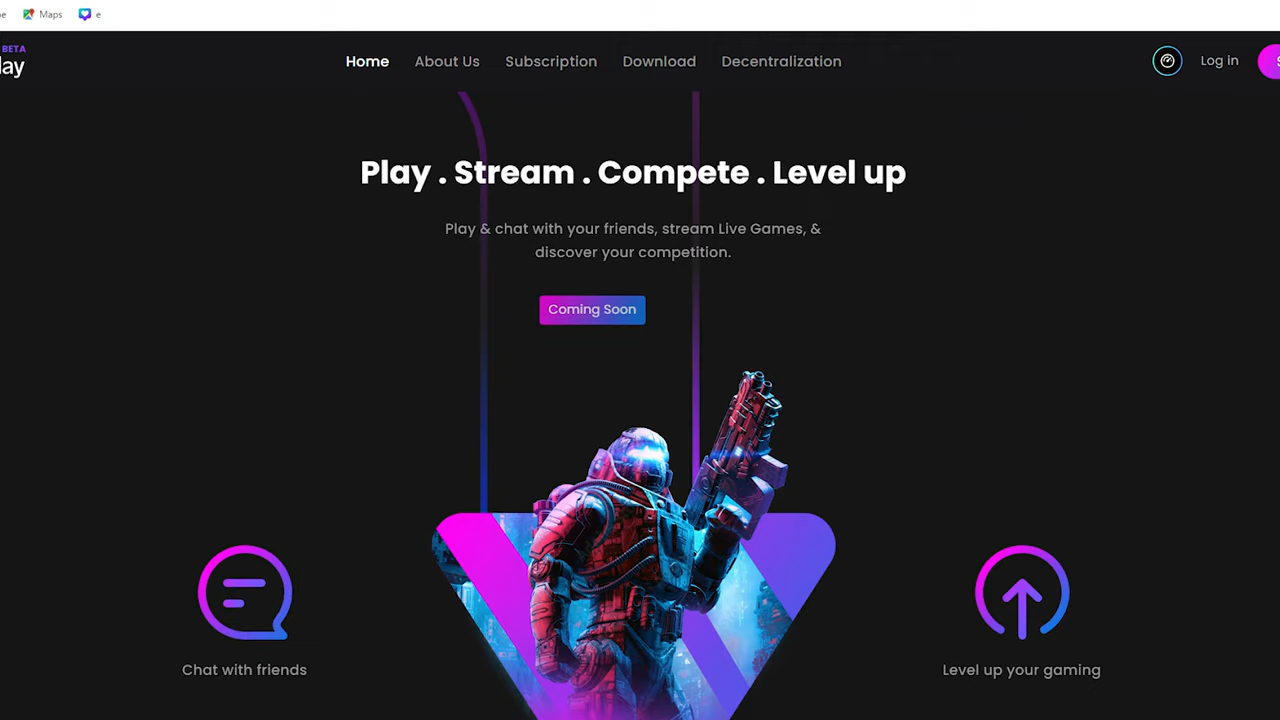 Maps
e
BETA
Home
About Us
Subscription
Download
Decentralization
Log in
Play . Stream . Compete . Level up
Play & chat with your friends, stream Live Games, &
discover your competition.
Coming Soon
Chat with friends
Level up your gaming